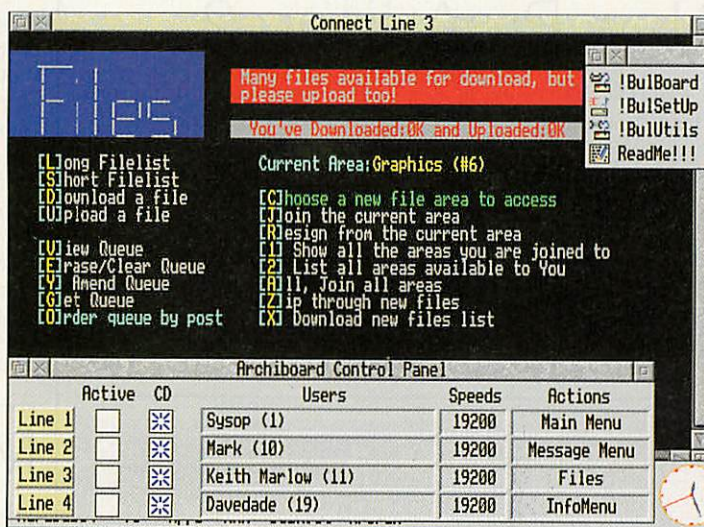 Connect Line 3
Files
Many files available for download, but
please upload too!
You've Downloaded:0K and Uploaded:0K
!BulBoard
!BulSetUp
!BulUtils
ReadMe!!!
[L]ong Filelist
[S]hort Filelist
[D]ownload a file
[U]pload a file
[V]iew Queue
[E]rase/Clear Queue
[Y] Amend Queue
[G]et Queue
[O]rder queue by post
Current Area:Graphics (#6)
[C]hoose a new file area to access
[J]oin the current area
[R]esign from the current area
[1] Show all the areas you are joined to
[2] List all areas available to You
[A]ll, Join all areas
[Z]ip through new files
[X] Download new files list
Archiboard Control Panel
Active CD Users Speeds Actions
Line 1 Sysop (1) 19200 Main Menu
Line 2 Mark (10) 19200 Message Menu
Line 3 Keith Marlow (11) 19200 Files
Line 4 Davedade (19) 19200 InfoMenu